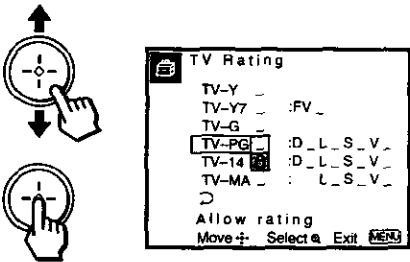 TV Rating
TV-Y _
TV-Y7 _ :FV _
TV-G _
TV-PG _ :D _ L _ S _ V _
TV-14 :D _ L _ S _ V _
TV-MA _ : L _ S _ V _
Allow rating
Move Select Exit MENU